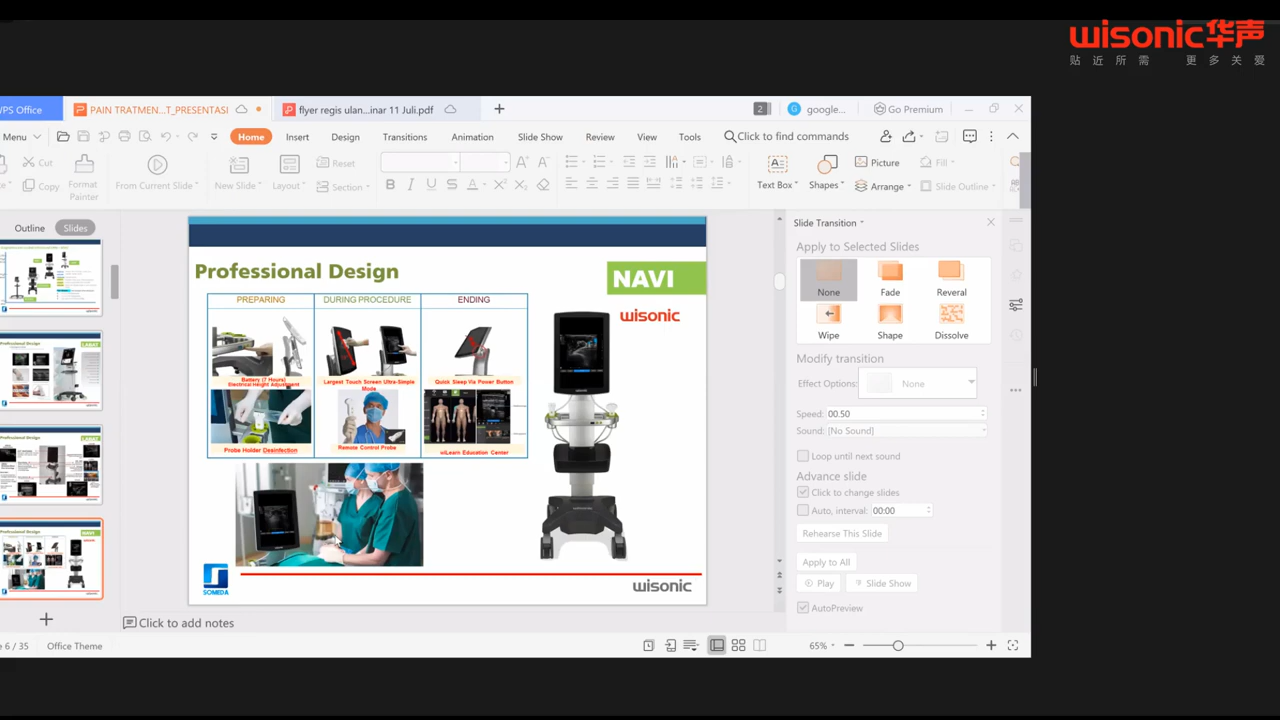 wisonic华声
贴近所需 更多关爱
WPS Office
PAIN TRATMEN...T_PRESENTASI
flyer regis ulan...inar 11 Juli.pdf
2
G
google...
Go Premium
Menu
Home
Insert
Design
Transitions
Animation
Slide Show
Review
View
Tools
Click to find commands
Cut
Copy
Format
Painter
From Current Slide
New Slide
Layout
Reset
Section
B I U S A X² X₂
Text Box
Shapes
Picture
Arrange
Fill
Slide Outline
Outline
Slides
Professional Design
NAVI
wisonic
PREPARING
DURING PROCEDURE
ENDING
Battery (7 Hours)
Electrical Height Adjustment
Largest Touch Screen Ultra-Simple
Mode
Quick Sleep Via Power Button
Probe Holder Desinfection
Remote Control Probe
wiLearn Education Center
SOMEDA
wisonic
Click to add notes
Slide Transition
Apply to Selected Slides
None
Fade
Reveral
Wipe
Shape
Dissolve
Modify transition
Effect Options:
None
Speed: 00.50
Sound: [No Sound]
Loop until next sound
Advance slide
Click to change slides
Auto, interval: 00:00
Rehearse This Slide
Apply to All
Play
Slide Show
AutoPreview
e 6 / 35
Office Theme
65%